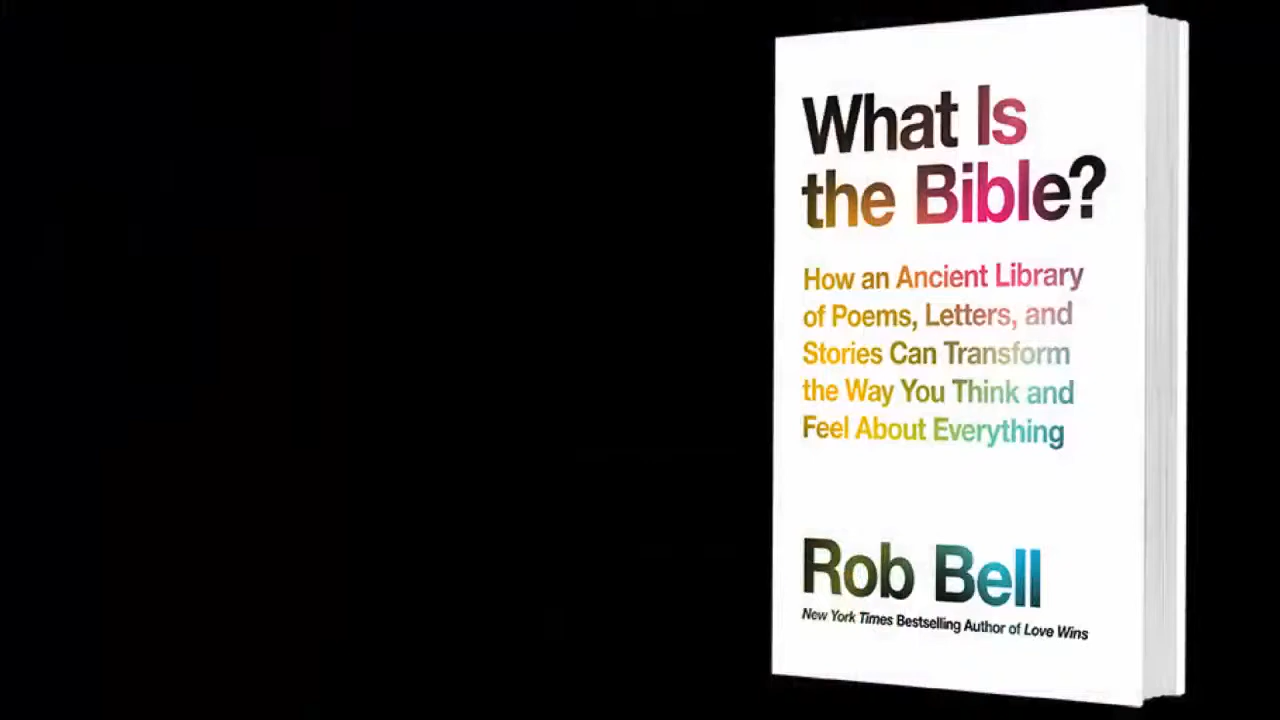 What Is
the Bible?
How an Ancient Library
of Poems, Letters, and
Stories Can Transform
the Way You Think and
Feel About Everything
Rob Bell
New York Times Bestselling Author of Love Wins